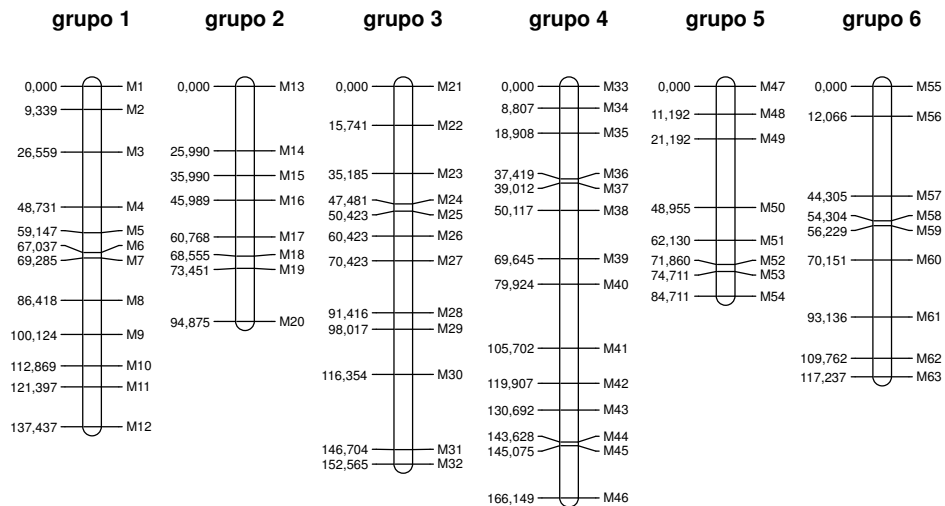 grupo 1
0,000 M1
9,339 M2
26,559 M3
48,731 M4
59,147 M5
67,037 M6
69,285 M7
86,418 M8
100,124 M9
112,869 M10
121,397 M11
137,437 M12
grupo 2
0,000 M13
25,990 M14
35,990 M15
45,989 M16
60,768 M17
68,555 M18
73,451 M19
94,875 M20
grupo 3
0,000 M21
15,741 M22
35,185 M23
47,481 M24
50,423 M25
60,423 M26
70,423 M27
91,416 M28
98,017 M29
116,354 M30
146,704 M31
152,565 M32
grupo 4
0,000 M33
8,807 M34
18,908 M35
37,419 M36
39,012 M37
50,117 M38
69,645 M39
79,924 M40
105,702 M41
119,907 M42
130,692 M43
143,628 M44
145,075 M45
166,149 M46
grupo 5
0,000 M47
11,192 M48
21,192 M49
48,955 M50
62,130 M51
71,860 M52
74,711 M53
84,711 M54
grupo 6
0,000 M55
12,066 M56
44,305 M57
54,304 M58
56,229 M59
70,151 M60
93,136 M61
109,762 M62
117,237 M63